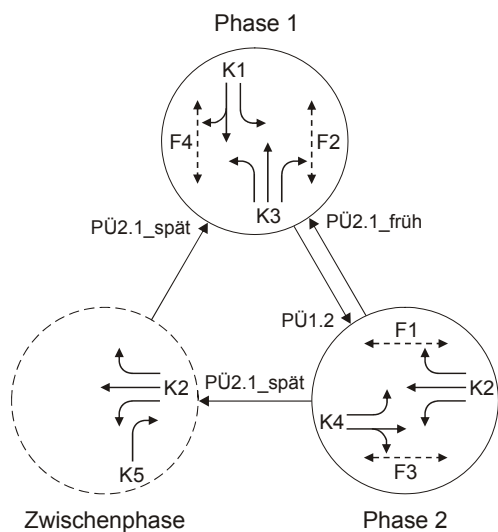 Phase 1
K1
F4
F2
K3
PÜ2.1_spät
PÜ2.1_früh
PÜ1.2
F1
K2
PÜ2.1_spät
K2
K4
K5
F3
Zwischenphase
Phase 2